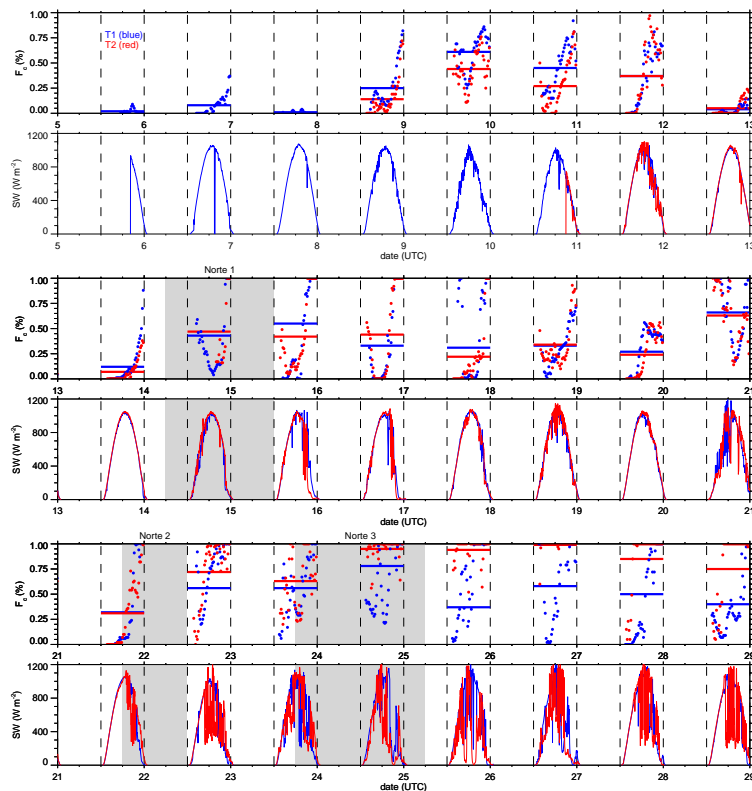 1.00
0.75
0.50
0.25
0.00
F_c (%)
T1 (blue)
T2 (red)
5 6 7 8 9 10 11 12 13
1200
800
400
0
SW (W m⁻²)
5 6 7 8 9 10 11 12 13
date (UTC)
Norte 1
1.00
0.75
0.50
0.25
0.00
F_c (%)
13 14 15 16 17 18 19 20 21
1200
800
400
0
SW (W m⁻²)
13 14 15 16 17 18 19 20 21
date (UTC)
Norte 2 Norte 3
1.00
0.75
0.50
0.25
0.00
F_c (%)
21 22 23 24 25 26 27 28 29
1200
800
400
0
SW (W m⁻²)
21 22 23 24 25 26 27 28 29
date (UTC)